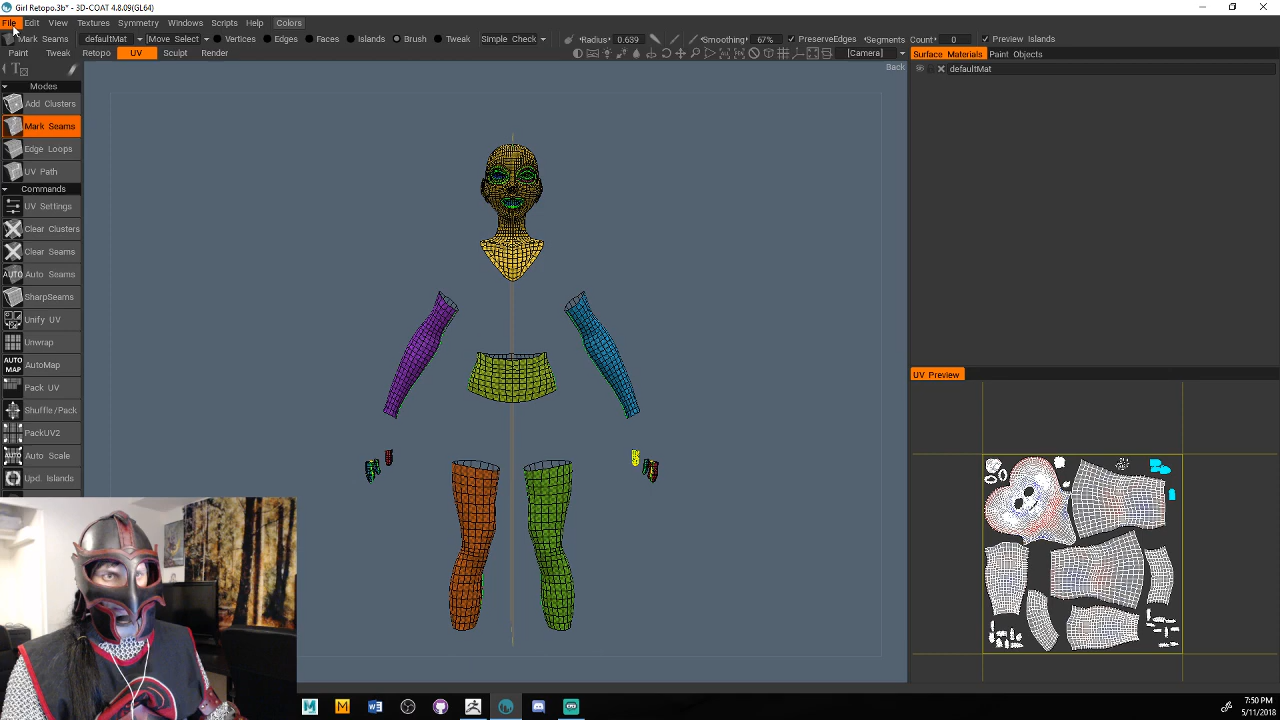 Girl Retopo.3b* - 3D-COAT 4.8.09(GL64)
File Edit View Textures Symmetry Windows Scripts Help Colors
Mark Seams defaultMat [Move Select Vertices Edges Faces Islands Brush Tweak Simple Check Radius 0.639 Smoothing 67% PreserveEdges Segments Count: 0 Preview Islands
Paint Tweak Retopo UV Sculpt Render [Camera] Surface Materials Paint Objects
Back
defaultMat
Modes
Add Clusters
Mark Seams
Edge Loops
UV Path
Commands
UV Settings
Clear Clusters
Clear Seams
AUTO Auto Seams
SharpSeams
Unify UV
Unwrap
AUTO MAP AutoMap
UV Preview
Pack UV
Shuffle/Pack
PackUV2
AUTO Auto Scale
Upd. Islands
7:50 PM
5/11/2018